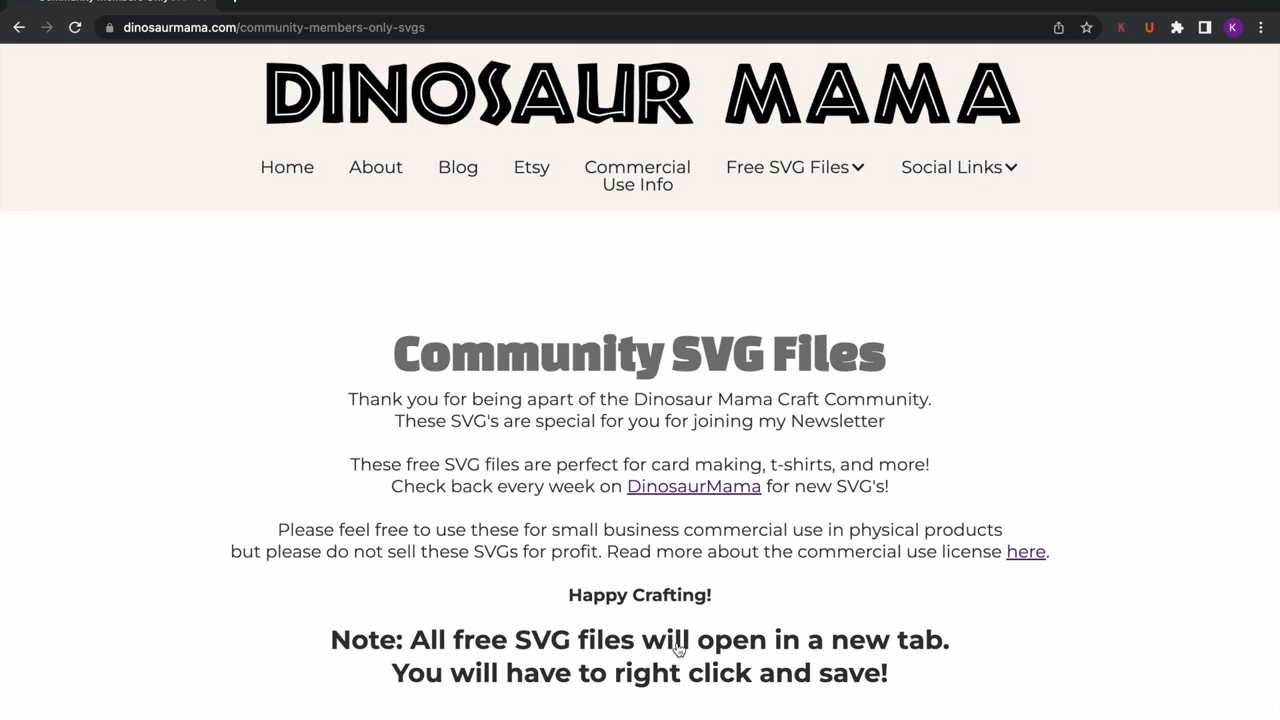 dinosaurmama.com/community-members-only-svgs
K
U
K
DINOSAUR MAMA
Home
About
Blog
Etsy
Commercial
Use Info
Free SVG Files
Social Links
Community SVG Files
Thank you for being apart of the Dinosaur Mama Craft Community.
These SVG's are special for you for joining my Newsletter
These free SVG files are perfect for card making, t-shirts, and more!
Check back every week on DinosaurMama for new SVG's!
Please feel free to use these for small business commercial use in physical products
but please do not sell these SVGs for profit. Read more about the commercial use license here.
Happy Crafting!
Note: All free SVG files will open in a new tab.
You will have to right click and save!